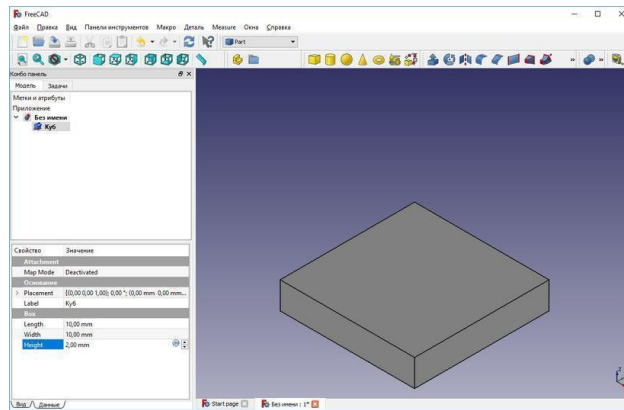 FreeCAD
Файл Правка Вид Панели инструментов Макро Деталь Measure Окна Справка
Part
Комбо панель
Модель Задачи
Метки и атрибуты
Приложение
Без имени
Куб
Свойство Значение
Attachment
Map Mode Deactivated
Основание
Placement [(0,00 0,00 1,00); 0,00 °; (0,00 mm 0,00 mm...
Label Куб
Box
Length 10,00 mm
Width 10,00 mm
Height 2,00 mm
Вид Данные
Start page Без имени : 1*